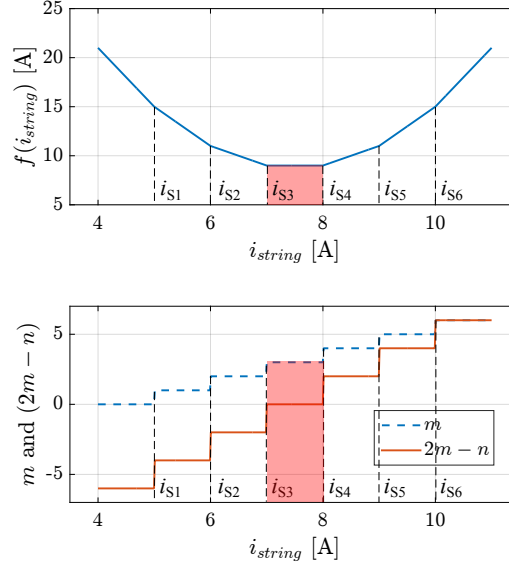 25
20
15
10
5
f(i_string) [A]
i_S1 i_S2 i_S3 i_S4 i_S5 i_S6
4 6 8 10
i_string [A]
5
0
-5
m and (2m − n)
m
2m − n
i_S1 i_S2 i_S3 i_S4 i_S5 i_S6
4 6 8 10
i_string [A]